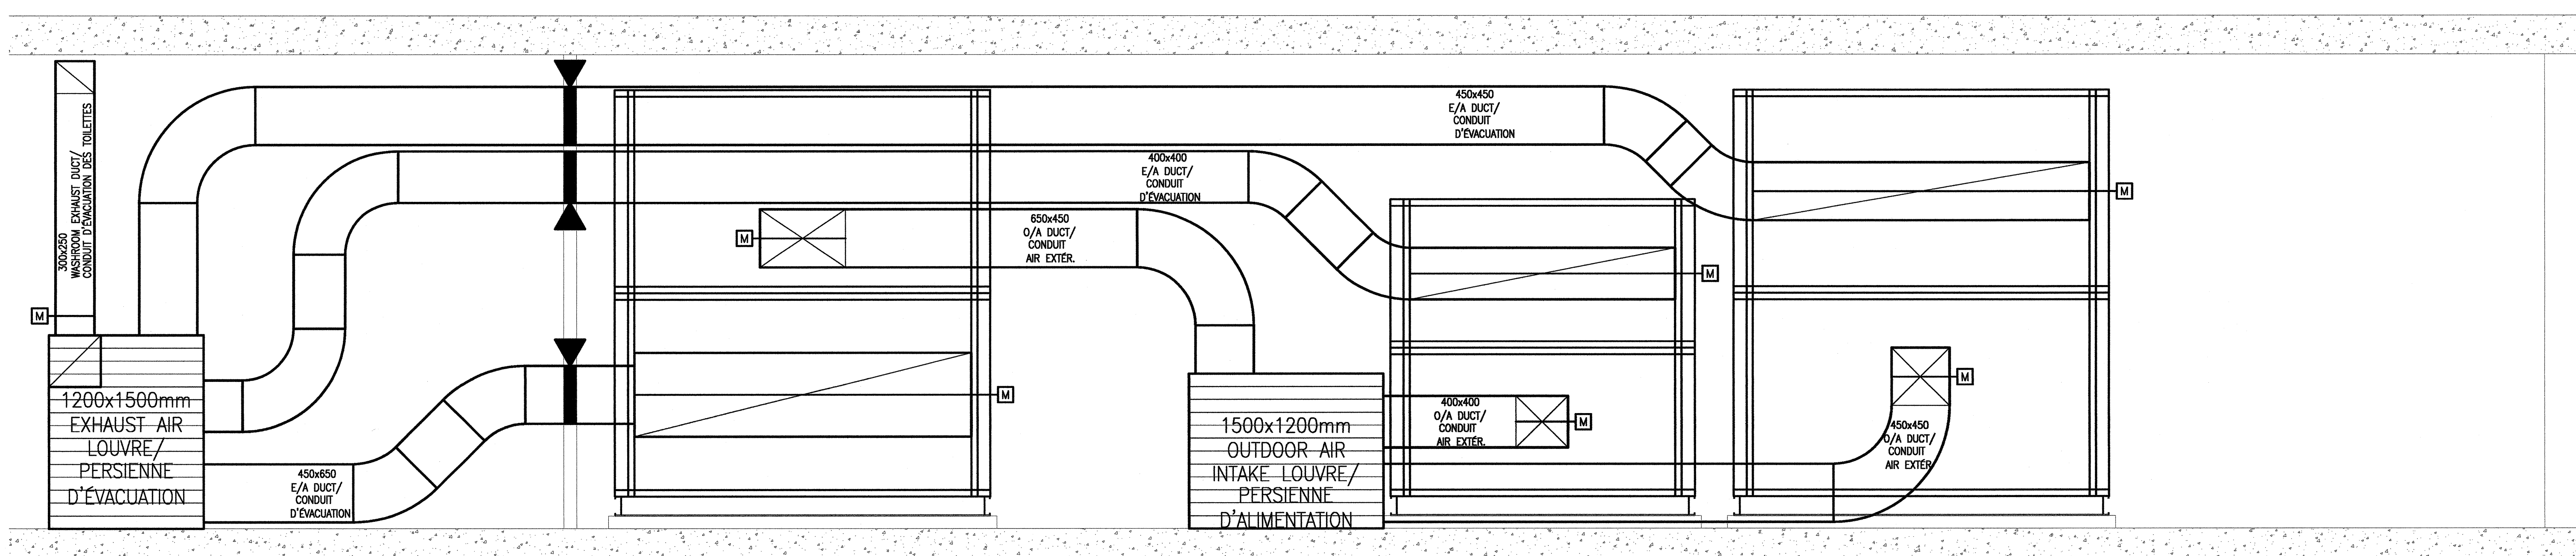 300x250
WASHROOM EXHAUST DUCT/
CONDUIT D'ÉVACUATION DES TOILETTES
M
1200x1500mm
EXHAUST AIR
LOUVRE/
PERSIENNE
D'ÉVACUATION
450x650
E/A DUCT/
CONDUIT
D'ÉVACUATION
M
M
650x450
O/A DUCT/
CONDUIT
AIR EXTÉR.
400x400
E/A DUCT/
CONDUIT
D'ÉVACUATION
450x450
E/A DUCT/
CONDUIT
D'ÉVACUATION
1500x1200mm
OUTDOOR AIR
INTAKE LOUVRE/
PERSIENNE
D'ALIMENTATION
400x400
O/A DUCT/
CONDUIT
AIR EXTÉR.
M
M
450x450
O/A DUCT/
CONDUIT
AIR EXTÉR
M
M